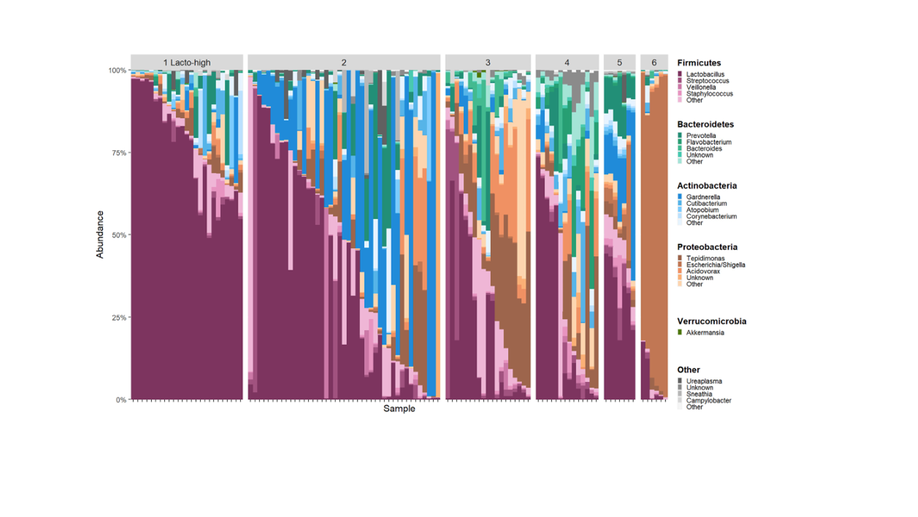 1 Lacto-high 2 3 4 5 6
100%
75%
50%
25%
0%
Abundance
Sample
Firmicutes
Lactobacillus
Streptococcus
Veillonella
Staphylococcus
Other
Bacteroidetes
Prevotella
Flavobacterium
Bacteroides
Unknown
Other
Actinobacteria
Gardnerella
Cutibacterium
Atopobium
Corynebacterium
Other
Proteobacteria
Tepidimonas
Escherichia/Shigella
Acidovorax
Unknown
Other
Verrucomicrobia
Akkermansia
Other
Ureaplasma
Unknown
Sneathia
Campylobacter
Other